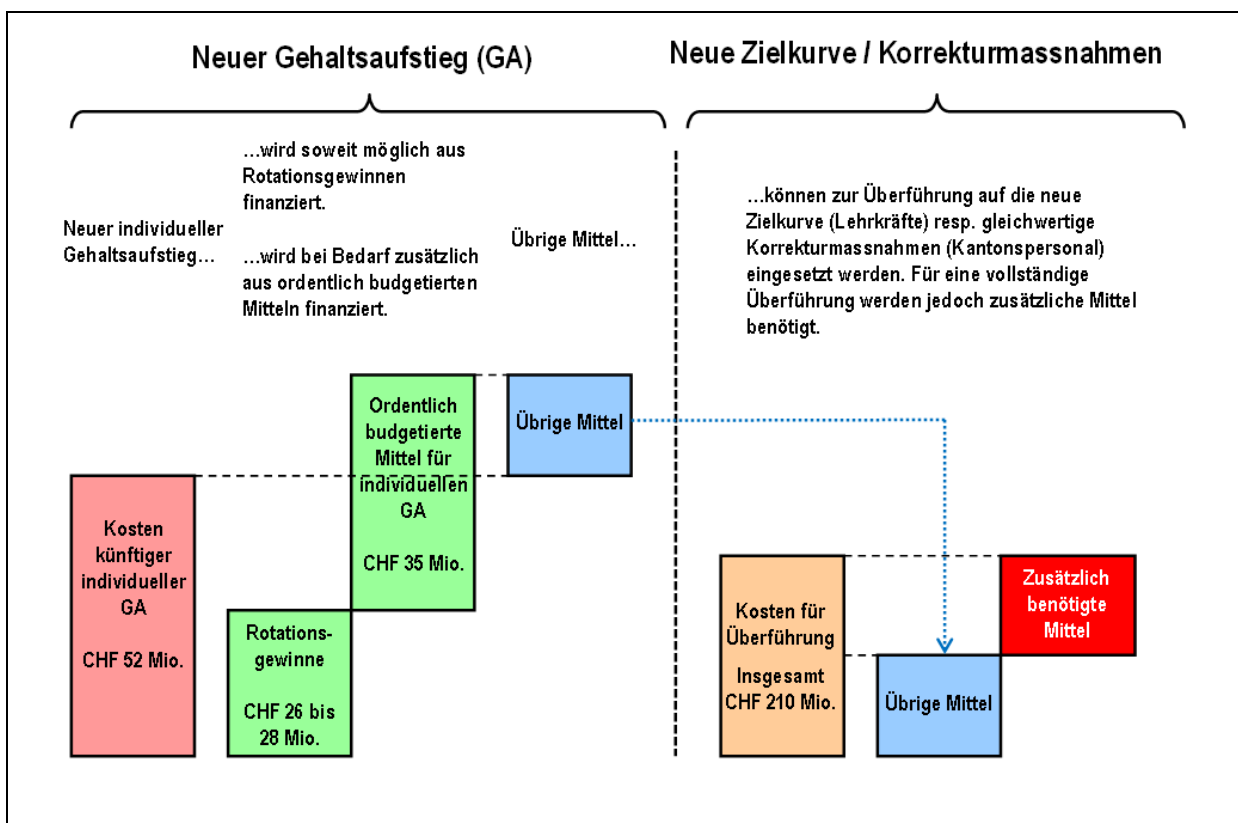 Neuer Gehaltsaufstieg (GA)
Neue Zielkurve / Korrekturmassnahmen
Neuer individueller
Gehaltsaufstieg…
…wird soweit möglich aus
Rotationsgewinnen
finanziert.
…wird bei Bedarf zusätzlich
aus ordentlich budgetierten
Mitteln finanziert.
Übrige Mittel…
…können zur Überführung auf die neue
Zielkurve (Lehrkräfte) resp. gleichwertige
Korrekturmassnahmen (Kantonspersonal)
eingesetzt werden. Für eine vollständige
Überführung werden jedoch zusätzliche Mittel
benötigt.
Kosten
künftiger
individueller
GA
CHF 52 Mio.
Rotations-
gewinne
CHF 26 bis
28 Mio.
Ordentlich
budgetierte
Mittel für
individuellen
GA
CHF 35 Mio.
Übrige Mittel
Kosten für
Überführung
Insgesamt
CHF 210 Mio.
Übrige Mittel
Zusätzlich
benötigte
Mittel